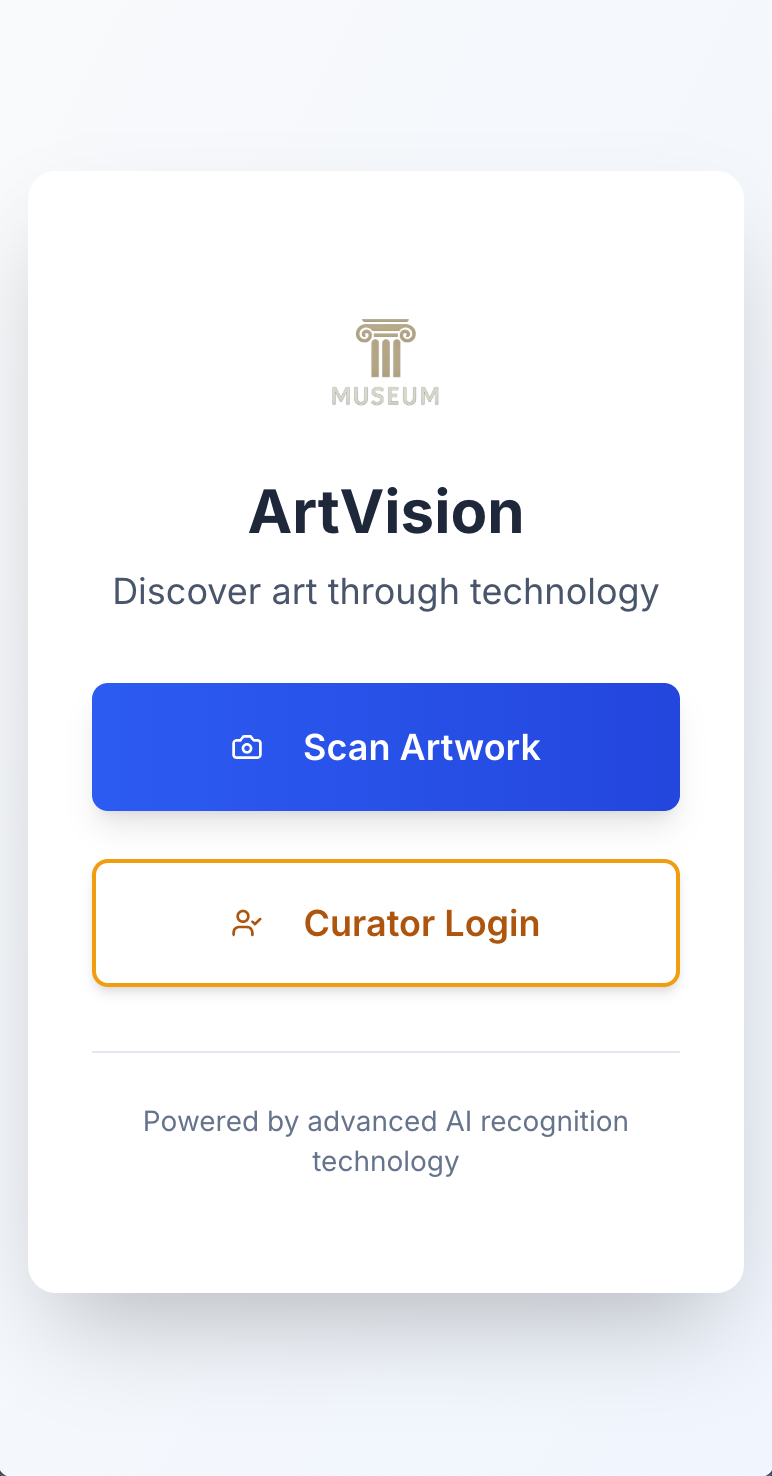 MUSEUM
ArtVision
Discover art through technology
Scan Artwork
Curator Login
Powered by advanced AI recognition
technology